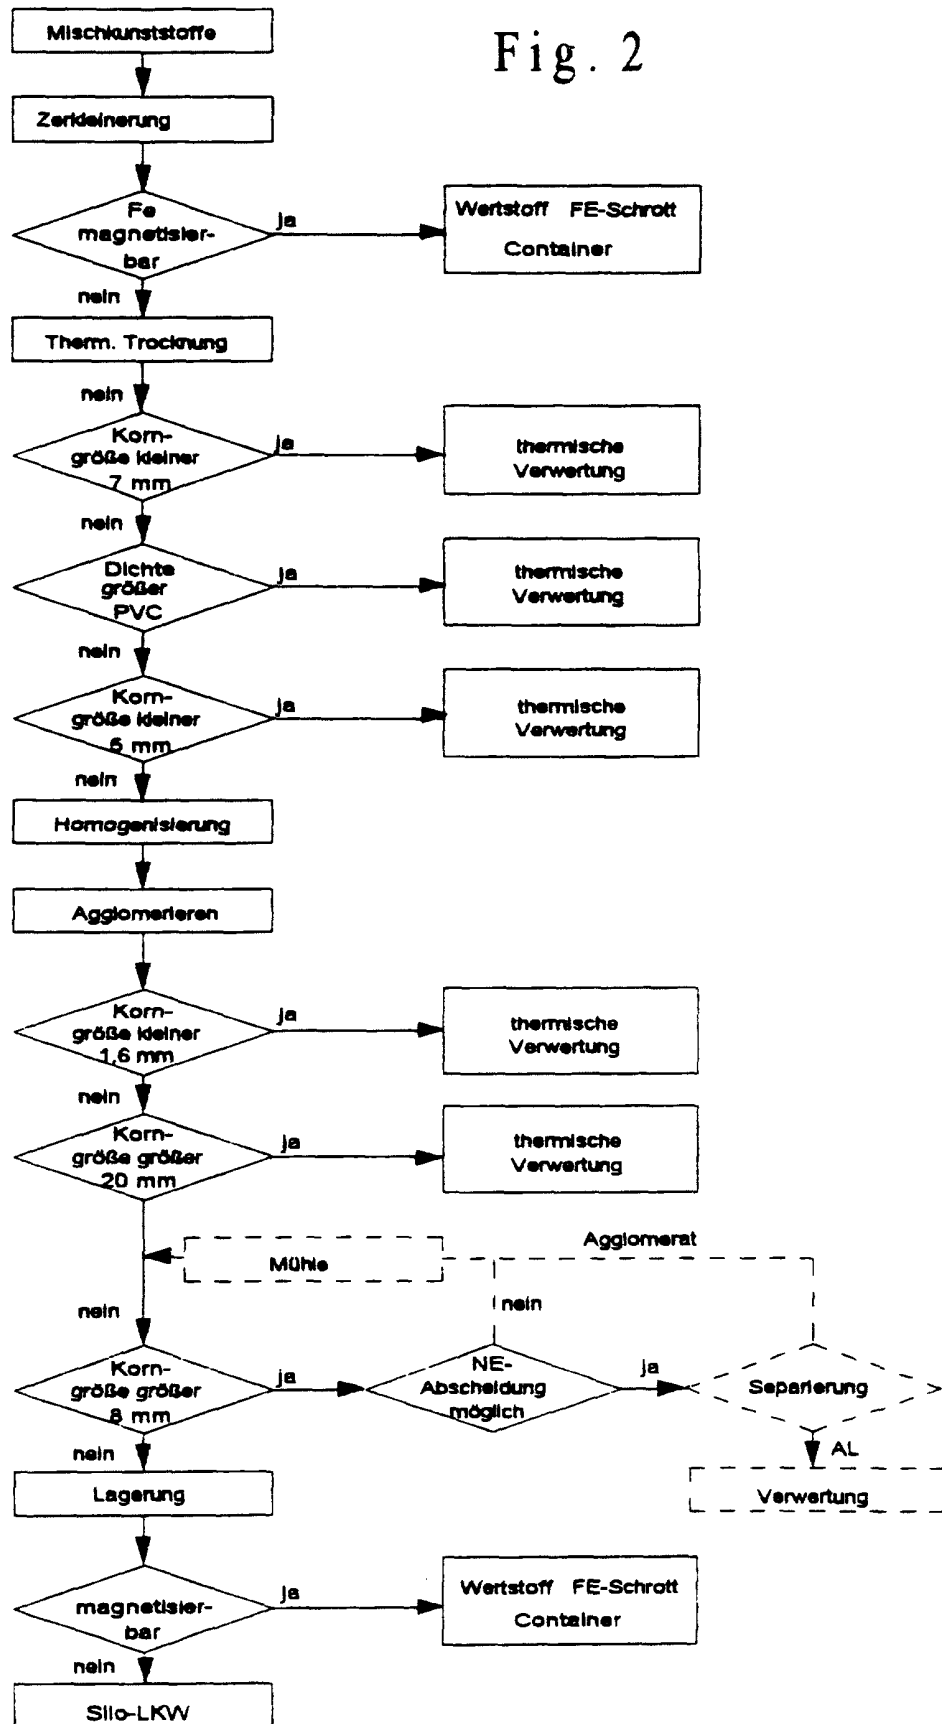 Fig. 2
Mischkunststoffe
Zerkleinerung
Fe
magnetisier-
bar
ja
Wertstoff FE-Schrott
Container
nein
Therm. Trocknung
nein
Korn-
größe kleiner
7 mm
ja
thermische
Verwertung
nein
Dichte
größer
PVC
ja
thermische
Verwertung
nein
Korn-
größe kleiner
5 mm
ja
thermische
Verwertung
nein
Homogenisierung
Agglomerieren
Korn-
größe kleiner
1,6 mm
ja
thermische
Verwertung
nein
Korn-
größe größer
20 mm
ja
thermische
Verwertung
Agglomerat
Mühle
nein
nein
Korn-
größe größer
8 mm
ja
NE-
Abscheidung
möglich
ja
Separierung
nein
AL
Lagerung
Verwertung
magnetisier-
bar
ja
Wertstoff FE-Schrott
Container
nein
Silo-LKW